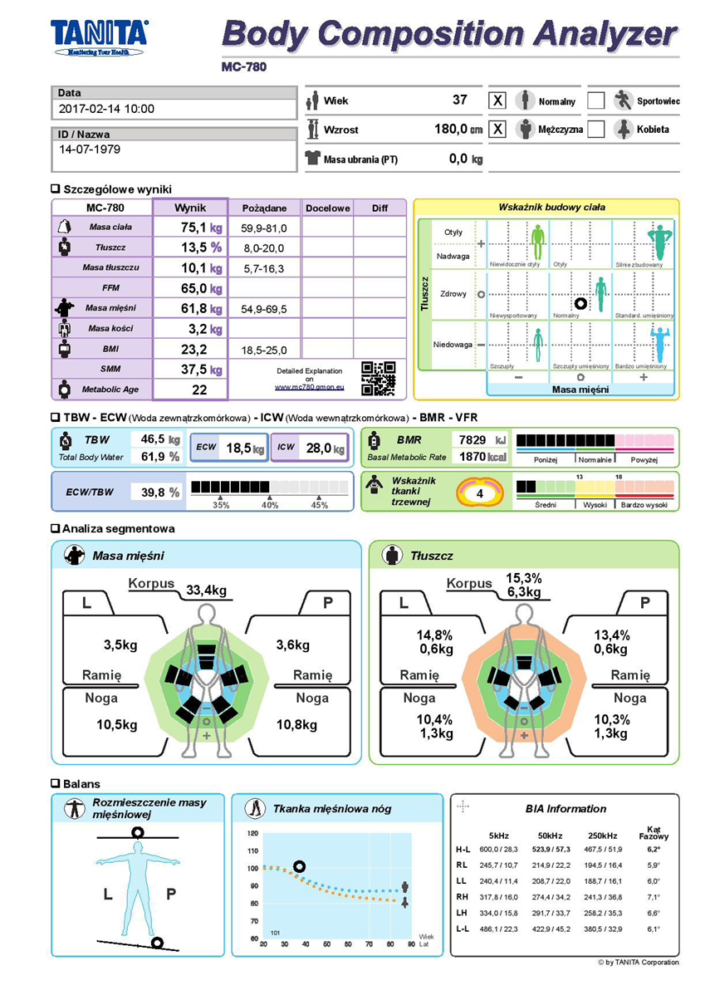 TANITA
Monitoring Your Health
Body Composition Analyzer
MC-780
Data
2017-02-14 10:00
ID / Nazwa
14-07-1979
Wiek 37
Wzrost 180,0 cm
Masa ubrania (PT) 0,0 kg
X Normalny Sportowiec
X Mężczyzna Kobieta
Szczegółowe wyniki
MC-780 Wynik Pożądane Docelowe Diff
Masa ciała 75,1 kg 59,9-81,0
Tłuszcz 13,5 % 8,0-20,0
Masa tłuszczu 10,1 kg 5,7-16,3
FFM 65,0 kg
Masa mięśni 61,8 kg 54,9-69,5
Masa kości 3,2 kg
BMI 23,2 18,5-25,0
SMM 37,5 kg
Metabolic Age 22
Detailed Explanation
on
www.mc780.gmon.eu
Wskaźnik budowy ciała
Tłuszcz
Otyły
Nadwaga
+
Niewidocznie otyły Otyły Silnie zbudowany
Zdrowy
Niewysportowany Normalny Standard. umięśniony
Niedowaga
−
Szczupły Szczupły umięśniony Bardzo umięśniony
− +
Masa mięśni
TBW - ECW (Woda zewnątrzkomórkowa) - ICW (Woda wewnątrzkomórkowa) - BMR - VFR
TBW 46,5 kg
Total Body Water 61,9 %
ECW 18,5 kg
ICW 28,0 kg
BMR 7829 kJ
Basal Metabolic Rate 1870 kcal
Poniżej Normalnie Powyżej
ECW/TBW 39,8 %
35% 40% 45%
Wskaźnik
tkanki
trzewnej
4
13 18
Średni Wysoki Bardzo wysoki
Analiza segmentowa
Masa mięśni
Korpus 33,4kg
L P
3,5kg 3,6kg
Ramię Ramię
Noga Noga
10,5kg 10,8kg
−
+
Tłuszcz
Korpus 15,3%
6,3kg
L P
14,8% 13,4%
0,6kg 0,6kg
Ramię Ramię
Noga Noga
10,4% 10,3%
1,3kg 1,3kg
−
+
Balans
Rozmieszczenie masy
mięśniowej
L P
Tkanka mięśniowa nóg
120
110
100
90
80
70
60
101
20 30 40 50 60 70 80 90
Wiek
Lat
BIA Information
5kHz 50kHz 250kHz Kąt
Fazowy
H-L 600,0 / 28,3 523,9 / 57,3 467,5 / 51,9 6,2°
RL 245,7 / 10,7 214,9 / 22,2 194,5 / 16,4 5,9°
LL 240,4 / 11,4 208,7 / 22,0 188,7 / 16,1 6,0°
RH 317,8 / 16,0 274,4 / 34,2 241,3 / 36,8 7,1°
LH 334,0 / 15,8 291,7 / 33,7 258,2 / 35,3 6,6°
L-L 486,1 / 22,3 422,9 / 45,2 380,5 / 32,9 6,1°
© by TANITA Corporation